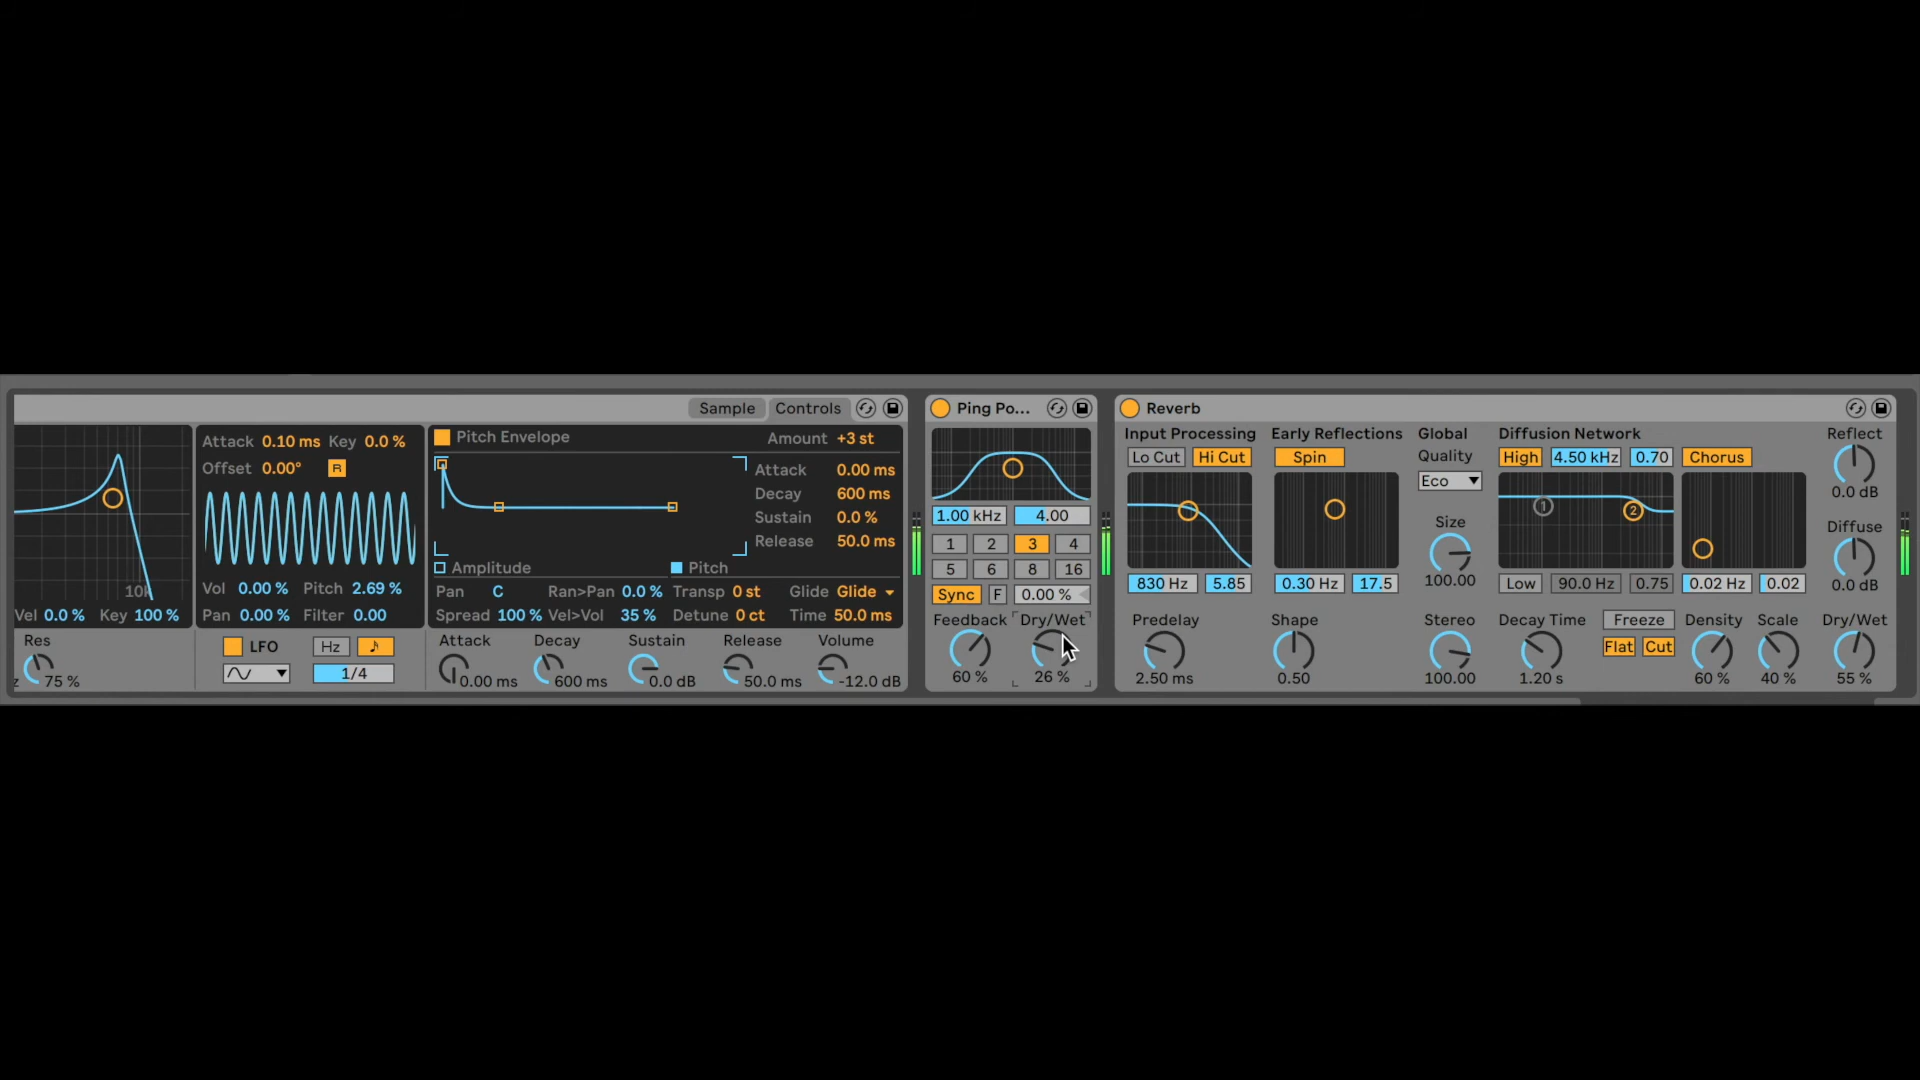 Sample Controls
Attack 0.10 ms Key 0.0 %
Offset 0.00° R
10k
Vel 0.0 % Key 100 %
Vol 0.00 % Pitch 2.69 %
Pan 0.00 % Filter 0.00
Res
75 %
LFO Hz
1/4
Pitch Envelope Amount +3 st
Attack 0.00 ms
Decay 600 ms
Sustain 0.0 %
Release 50.0 ms
Amplitude Pitch
Pan C Ran>Pan 0.0 % Transp 0 st Glide Glide
Spread 100 % Vel>Vol 35 % Detune 0 ct Time 50.0 ms
Attack Decay Sustain Release Volume
0.00 ms 600 ms 0.0 dB 50.0 ms -12.0 dB
Ping Po...
1.00 kHz 4.00
1 2 3 4
5 6 8 16
Sync F 0.00 %
Feedback Dry/Wet
60 % 26 %
Reverb
Input Processing Early Reflections Global Diffusion Network Reflect
Lo Cut Hi Cut Spin Quality High 4.50 kHz 0.70 Chorus
Eco
0.0 dB
1 2
Size Diffuse
100.00
830 Hz 5.85 0.30 Hz 17.5 Low 90.0 Hz 0.75 0.02 Hz 0.02 0.0 dB
Predelay Shape Stereo Decay Time Freeze Density Scale Dry/Wet
Flat Cut
2.50 ms 0.50 100.00 1.20 s 60 % 40 % 55 %